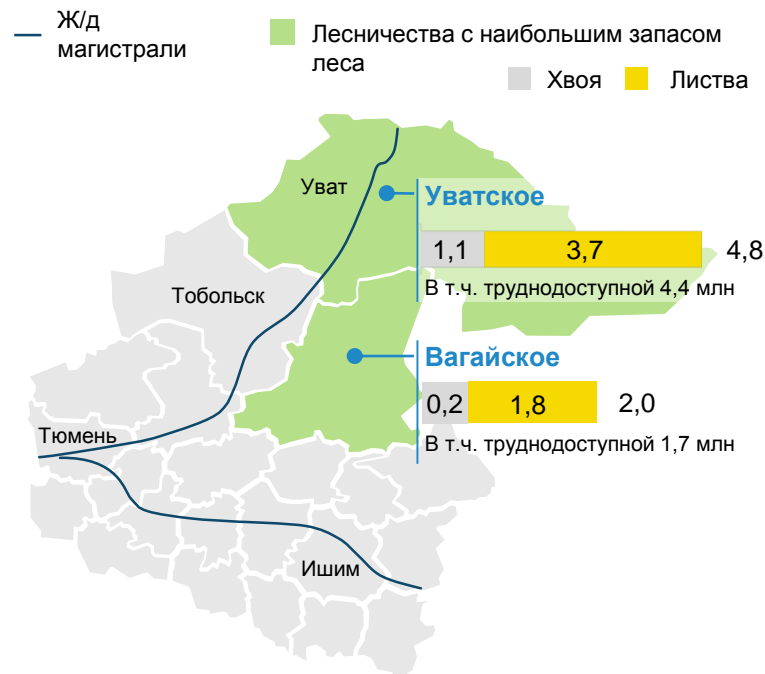 Ж/д
магистрали
Лесничества с наибольшим запасом
леса
Хвоя
Листва
Уват
Уватское
1,1 3,7 4,8
В т.ч. труднодоступной 4,4 млн
Тобольск
Вагайское
0,2 1,8 2,0
В т.ч. труднодоступной 1,7 млн
Тюмень
Ишим